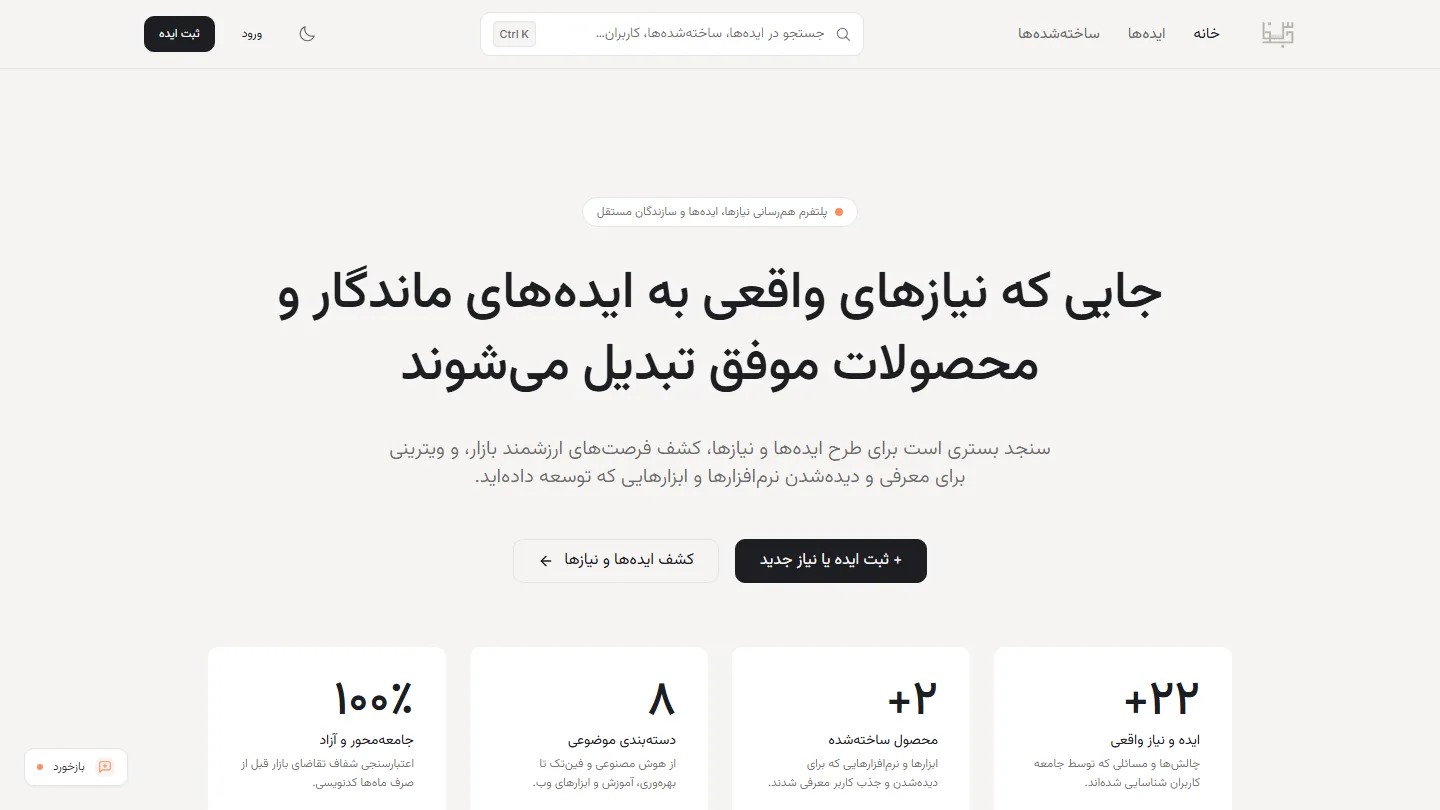 خانه
ایده‌ها
ساخته‌شده‌ها
جستجو در ایده‌ها، ساخته‌شده‌ها، کاربران...
Ctrl K
ورود
ثبت ایده
پلتفرم هم‌رسانی نیازها، ایده‌ها و سازندگان مستقل
جایی که نیازهای واقعی به ایده‌های ماندگار و
محصولات موفق تبدیل می‌شوند
سنجد بستری است برای طرح ایده‌ها و نیازها، کشف فرصت‌های ارزشمند بازار، و ویترینی
برای معرفی و دیده‌شدن نرم‌افزارها و ابزارهایی که توسعه داده‌اید.
+ ثبت ایده یا نیاز جدید
کشف ایده‌ها و نیازها
۲۲+
ایده و نیاز واقعی
چالش‌ها و مسائلی که توسط جامعه
کاربران شناسایی شده‌اند.
۲+
محصول ساخته‌شده
ابزارها و نرم‌افزارهایی که برای
دیده‌شدن و جذب کاربر معرفی شدند.
۸
دسته‌بندی موضوعی
از هوش مصنوعی و فین‌تک تا
بهره‌وری، آموزش و ابزارهای وب.
۱۰۰٪
جامعه‌محور و آزاد
اعتبارسنجی شفاف تقاضای بازار قبل از
صرف ماه‌ها کدنویسی.
بازخورد